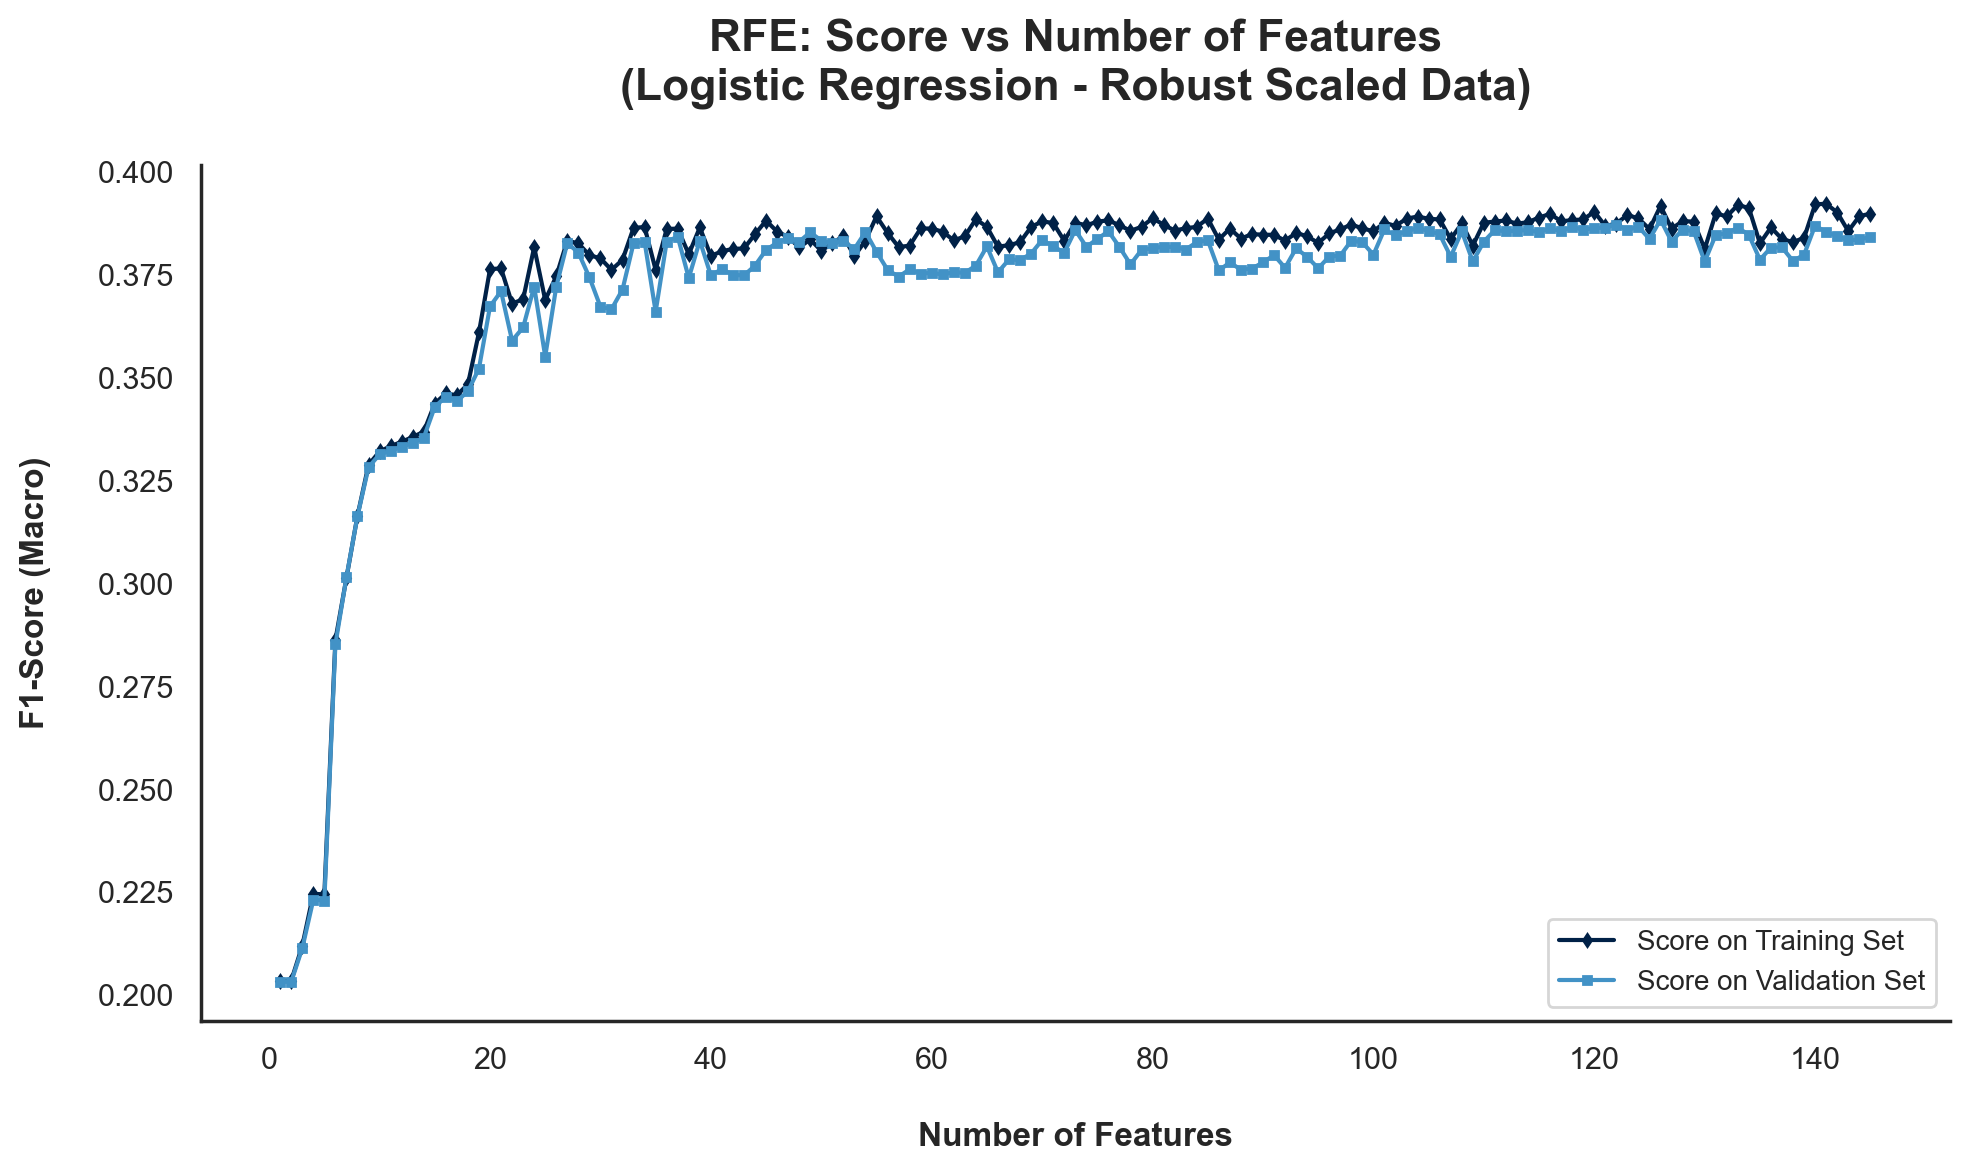 RFE: Score vs Number of Features
(Logistic Regression - Robust Scaled Data)
F1-Score (Macro)
0.400
0.375
0.350
0.325
0.300
0.275
0.250
0.225
0.200
Score on Training Set
Score on Validation Set
0 20 40 60 80 100 120 140
Number of Features